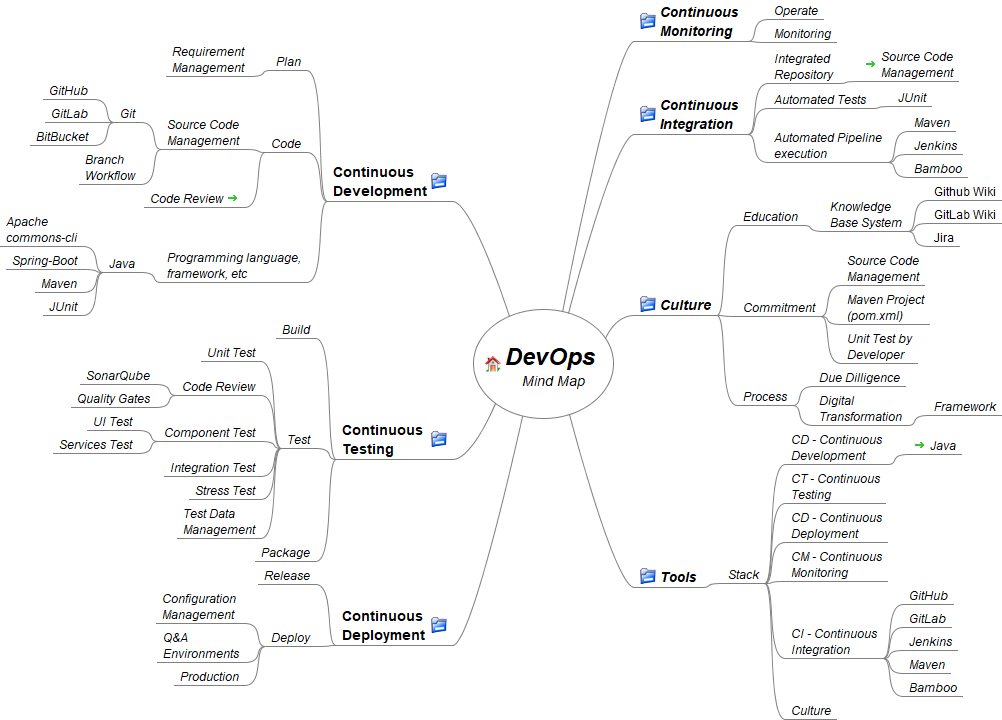 DevOps
Mind Map
Continuous
Development
Plan
Requirement
Management
Code
Source Code
Management
Git
GitHub
GitLab
BitBucket
Branch
Workflow
Code Review
Programming language,
framework, etc
Java
Apache
commons-cli
Spring-Boot
Maven
JUnit
Continuous
Testing
Build
Test
Unit Test
Code Review
SonarQube
Quality Gates
Component Test
UI Test
Services Test
Integration Test
Stress Test
Test Data
Management
Package
Continuous
Deployment
Release
Deploy
Configuration
Management
Q&A
Environments
Production
Continuous
Monitoring
Operate
Monitoring
Continuous
Integration
Integrated
Repository
Source Code
Management
Automated Tests
JUnit
Automated Pipeline
execution
Maven
Jenkins
Bamboo
Culture
Education
Knowledge
Base System
Github Wiki
GitLab Wiki
Jira
Commitment
Source Code
Management
Maven Project
(pom.xml)
Unit Test by
Developer
Process
Due Dilligence
Digital
Transformation
Framework
Tools
Stack
CD - Continuous
Development
Java
CT - Continuous
Testing
CD - Continuous
Deployment
CM - Continuous
Monitoring
CI - Continuous
Integration
GitHub
GitLab
Jenkins
Maven
Bamboo
Culture